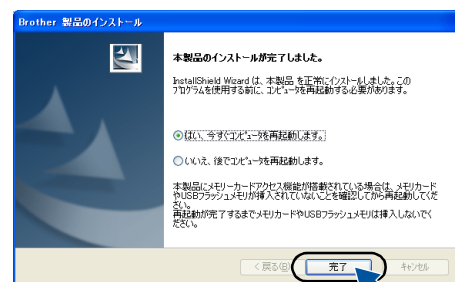 Brother 製品のインストール
本製品のインストールが完了しました。
InstallShield Wizard は、本製品 を正常にインストールしました。この
プログラムを使用する前に、コンピュータを再起動する必要があります。
はい、今すぐコンピュータを再起動します。
いいえ、後でコンピュータを再起動します。
本製品にメモリーカードアクセス機能が搭載されている場合は、メモリカード
やUSBフラッシュメモリが挿入されていないことを確認してから再起動してくだ
さい。
再起動が完了するまでメモリカードやUSBフラッシュメモリは挿入しないでく
ださい。
< 戻る(B)
完了
キャンセル